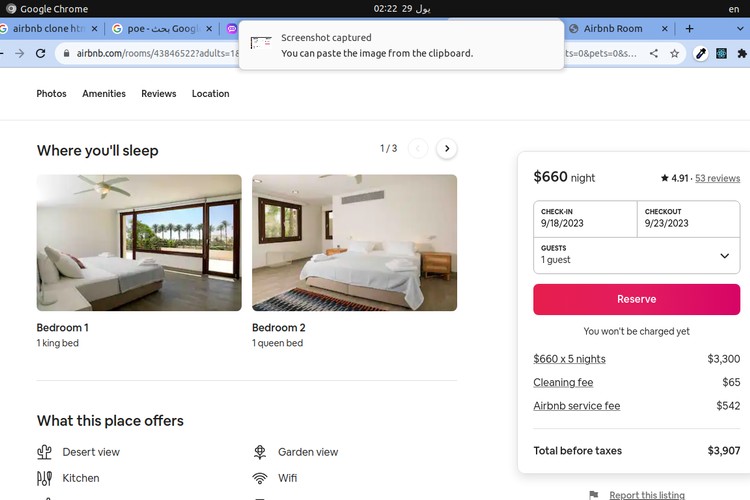 Google Chrome
02:22 29 يول
en
airbnb clone htm
poe - بحث Google
Airbnb Room
Screenshot captured
You can paste the image from the clipboard.
airbnb.com/rooms/43846522?adults=1
ts=0&pets=0&s...
Photos
Amenities
Reviews
Location
Where you'll sleep
1 / 3
Bedroom 1
1 king bed
Bedroom 2
1 queen bed
What this place offers
Desert view
Garden view
Kitchen
Wifi
$660 night
4.91 · 53 reviews
CHECK-IN
9/18/2023
CHECKOUT
9/23/2023
GUESTS
1 guest
Reserve
You won't be charged yet
$660 x 5 nights
$3,300
Cleaning fee
$65
Airbnb service fee
$542
Total before taxes
$3,907
Report this listing